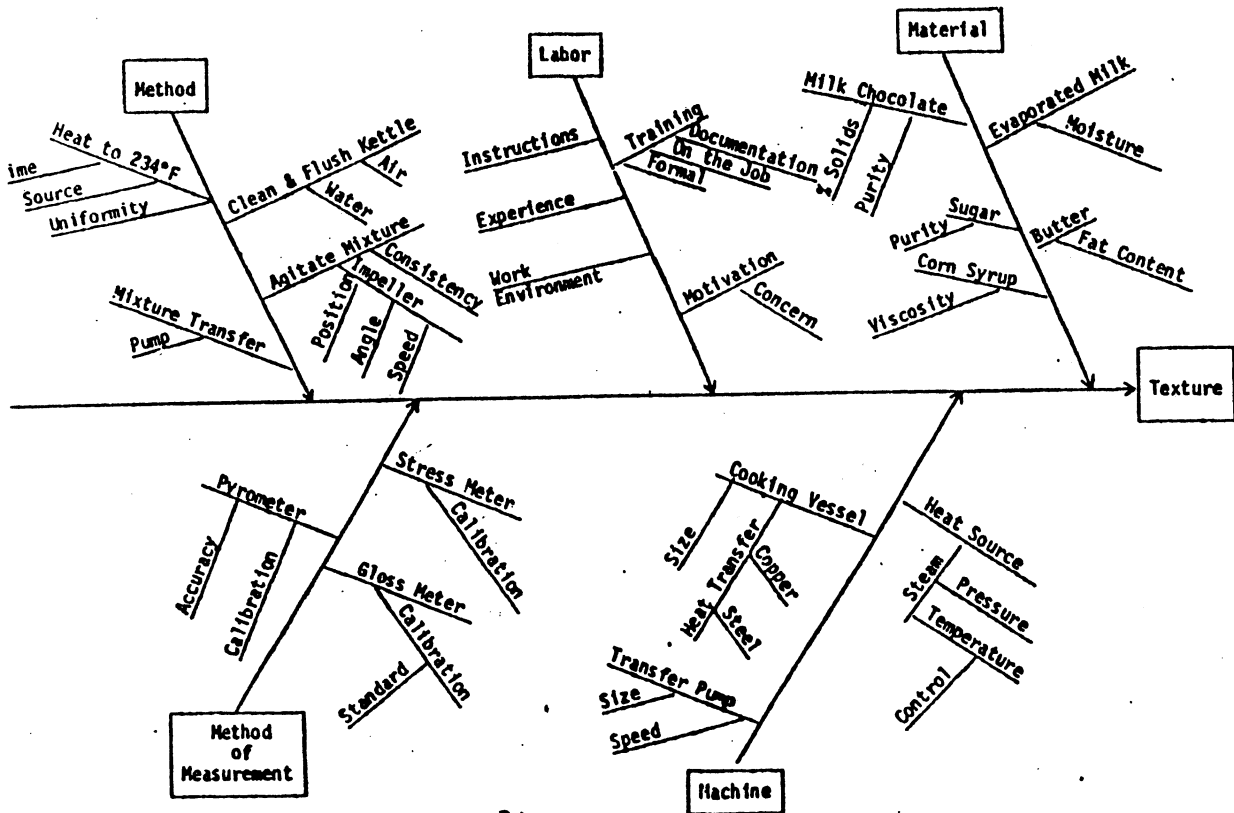 Method
Heat to 234°F
ime
Source
Uniformity
Clean & Flush Kettle
Air
Water
Agitate Mixture
Consistency
Impeller
Position
Angle
Speed
Mixture Transfer
Pump
Labor
Instructions
Training
Documentation
On the Job
Formal
Experience
Work
Environment
Motivation
Concern
Material
Milk Chocolate
% Solids
Purity
Evaporated Milk
Moisture
Sugar
Purity
Butter
Fat Content
Corn Syrup
Viscosity
Texture
Pyrometer
Accuracy
Calibration
Stress Meter
Calibration
Gloss Meter
Calibration
Standard
Method
of
Measurement
Cooking Vessel
Size
Heat Transfer
Copper
Steel
Transfer Pump
Size
Speed
Heat Source
Steam
Pressure
Temperature
Control
Machine